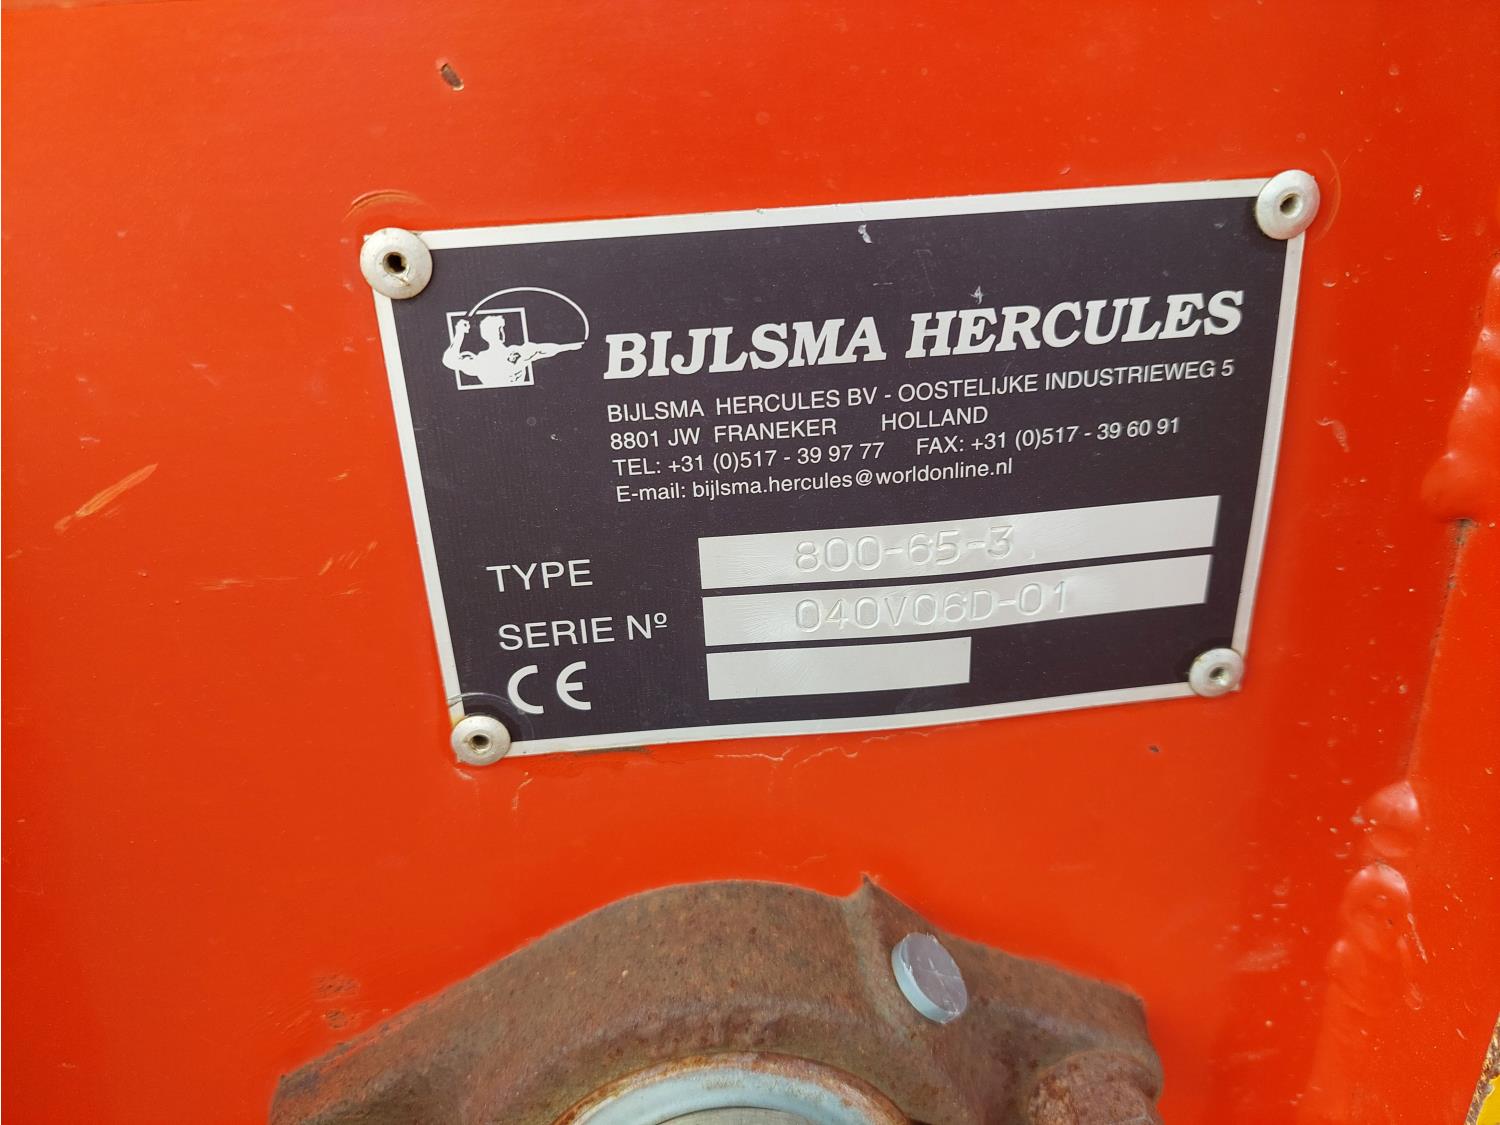 BIJLSMA HERCULES
BIJLSMA HERCULES BV - OOSTELIJKE INDUSTRIEWEG 5
8801 JW FRANEKER HOLLAND
TEL: +31 (0)517 - 39 97 77 FAX: +31 (0)517 - 39 60 91
E-mail: bijlsma.hercules@worldonline.nl
TYPE 800-65-3
SERIE Nº 040V06D-01
CE